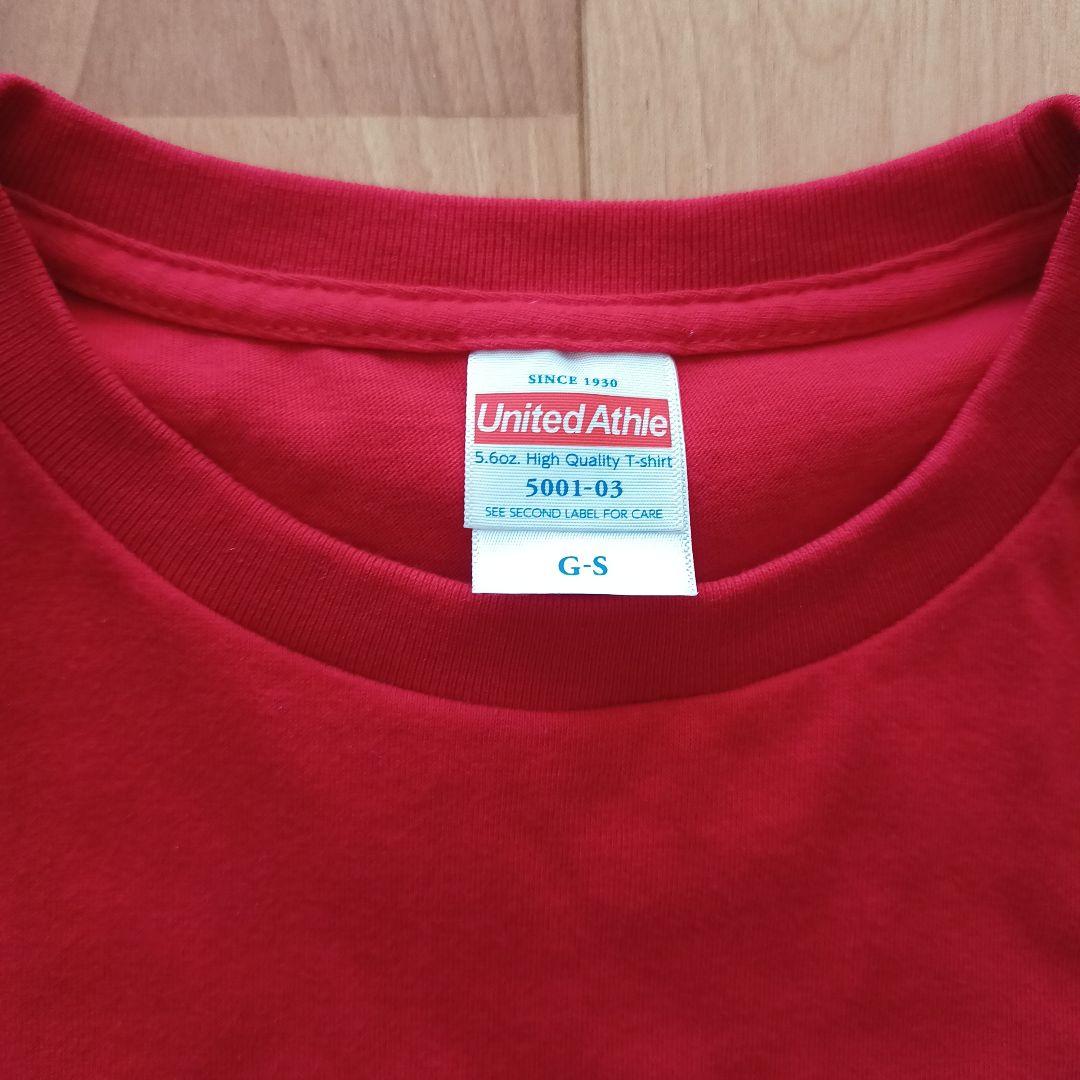 SINCE 1930
United Athle
5.6oz. High Quality T-shirt
5001-03
SEE SECOND LABEL FOR CARE
G-S